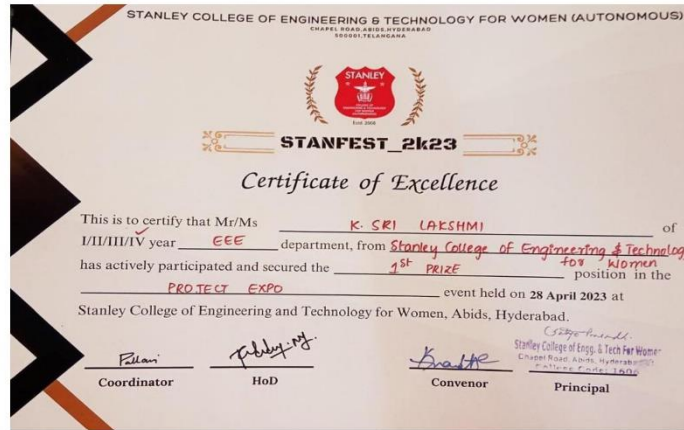 STANLEY COLLEGE OF ENGINEERING & TECHNOLOGY FOR WOMEN (AUTONOMOUS)
CHAPEL ROAD, ABIDS, HYDERABAD
500001, TELANGANA
STANLEY
STANFEST_2k23
Certificate of Excellence
This is to certify that Mr/Ms K. SRI LAKSHMI of
I/II/III/IV year EEE department, from Stanley College of Engineering & Technology
for Women
has actively participated and secured the 1st PRIZE position in the
PROJECT EXPO event held on 28 April 2023 at
Stanley College of Engineering and Technology for Women, Abids, Hyderabad.
Pallavi
Stanley College of Engg. & Tech For Women
Chapel Road, Abids, Hyderabad
College Code: 1606
Coordinator HoD Convenor Principal